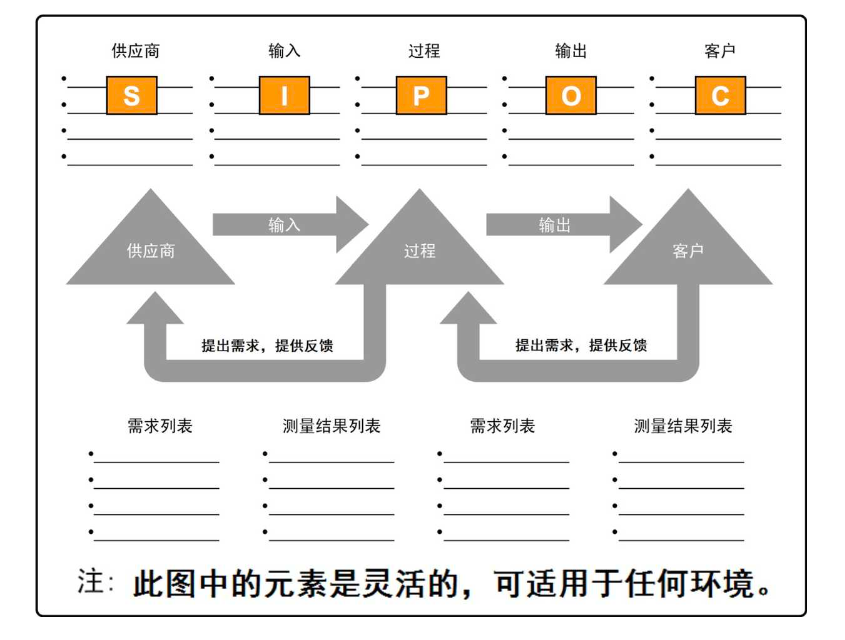 供应商 输入 过程 输出 客户
S I P O C
输入 输出
供应商 过程 客户
提出需求，提供反馈 提出需求，提供反馈
需求列表 测量结果列表 需求列表 测量结果列表
注：此图中的元素是灵活的，可适用于任何环境。